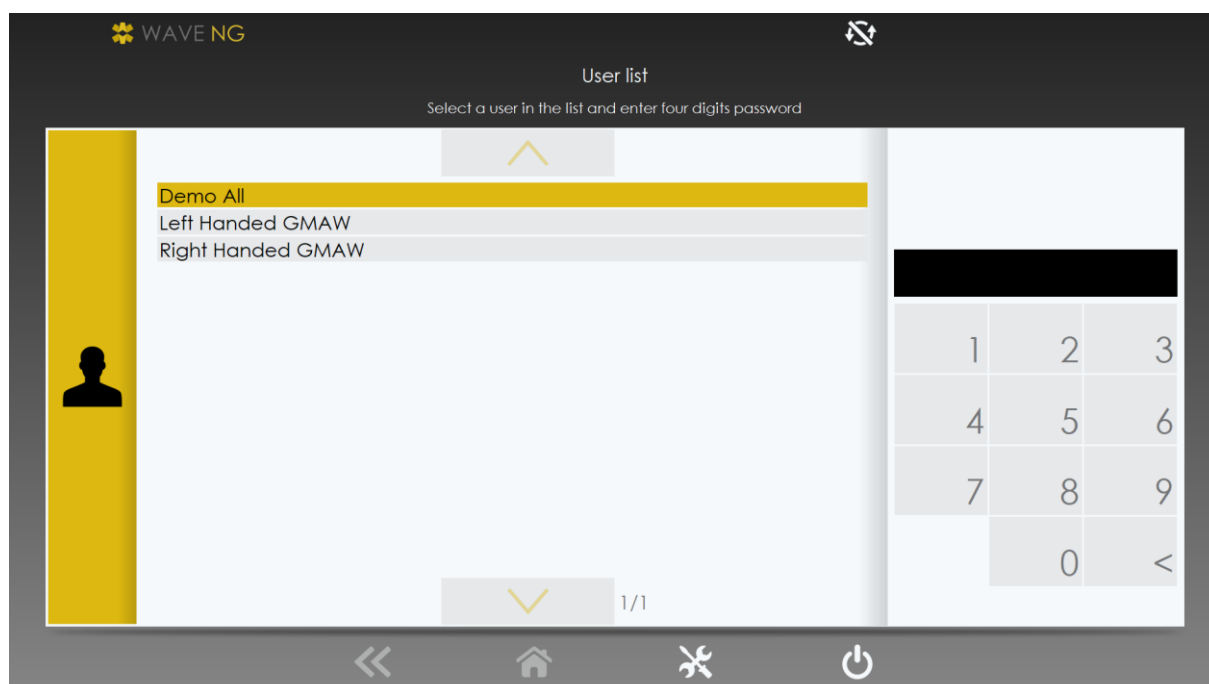 WAVE NG
User list
Select a user in the list and enter four digits password
Demo All
Left Handed GMAW
Right Handed GMAW
1 2 3
4 5 6
7 8 9
0 <
1/1